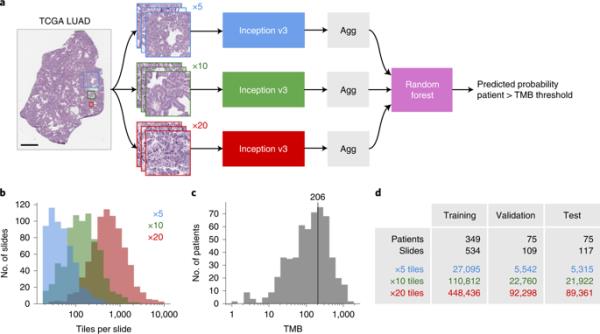 a
TCGA LUAD
×5
Inception v3
Agg
×10
Inception v3
Agg
Random
forest
Predicted probability
patient > TMB threshold
×20
Inception v3
Agg
b
No. of slides
120
100
80
60
40
20
0
×5
×10
×20
100
1,000
10,000
Tiles per slide
c
No. of patients
70
60
50
40
30
20
10
0
206
1
10
100
1,000
TMB
d
Training Validation Test
Patients 349 75 75
Slides 534 109 117
×5 tiles 27,095 5,542 5,315
×10 tiles 110,812 22,760 21,922
×20 tiles 448,436 92,298 89,361